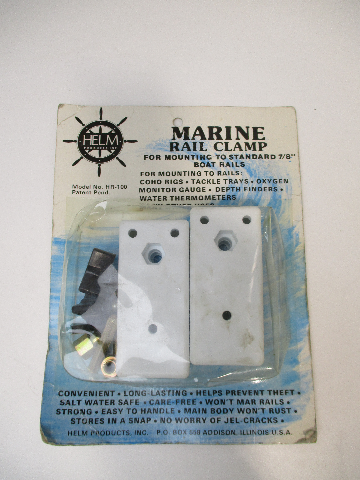 HELM
PRODUCTS, INC.
MARINE
RAIL CLAMP
FOR MOUNTING TO STANDARD 7/8"
BOAT RAILS
FOR MOUNTING TO RAILS:
Model No. HR-100
Patent Pend.
COHO RIGS • TACKLE TRAYS • OXYGEN
MONITOR GAUGE • DEPTH FINDERS •
WATER THERMOMETERS
CONVENIENT • LONG-LASTING • HELPS PREVENT THEFT •
SALT WATER SAFE • CARE-FREE • WON'T MAR RAILS •
STRONG • EASY TO HANDLE • MAIN BODY WON'T RUST •
STORES IN A SNAP • NO WORRY OF JEL-CRACKS •
HELM PRODUCTS, INC. P.O. BOX ADDISON, ILLINOIS U.S.A.